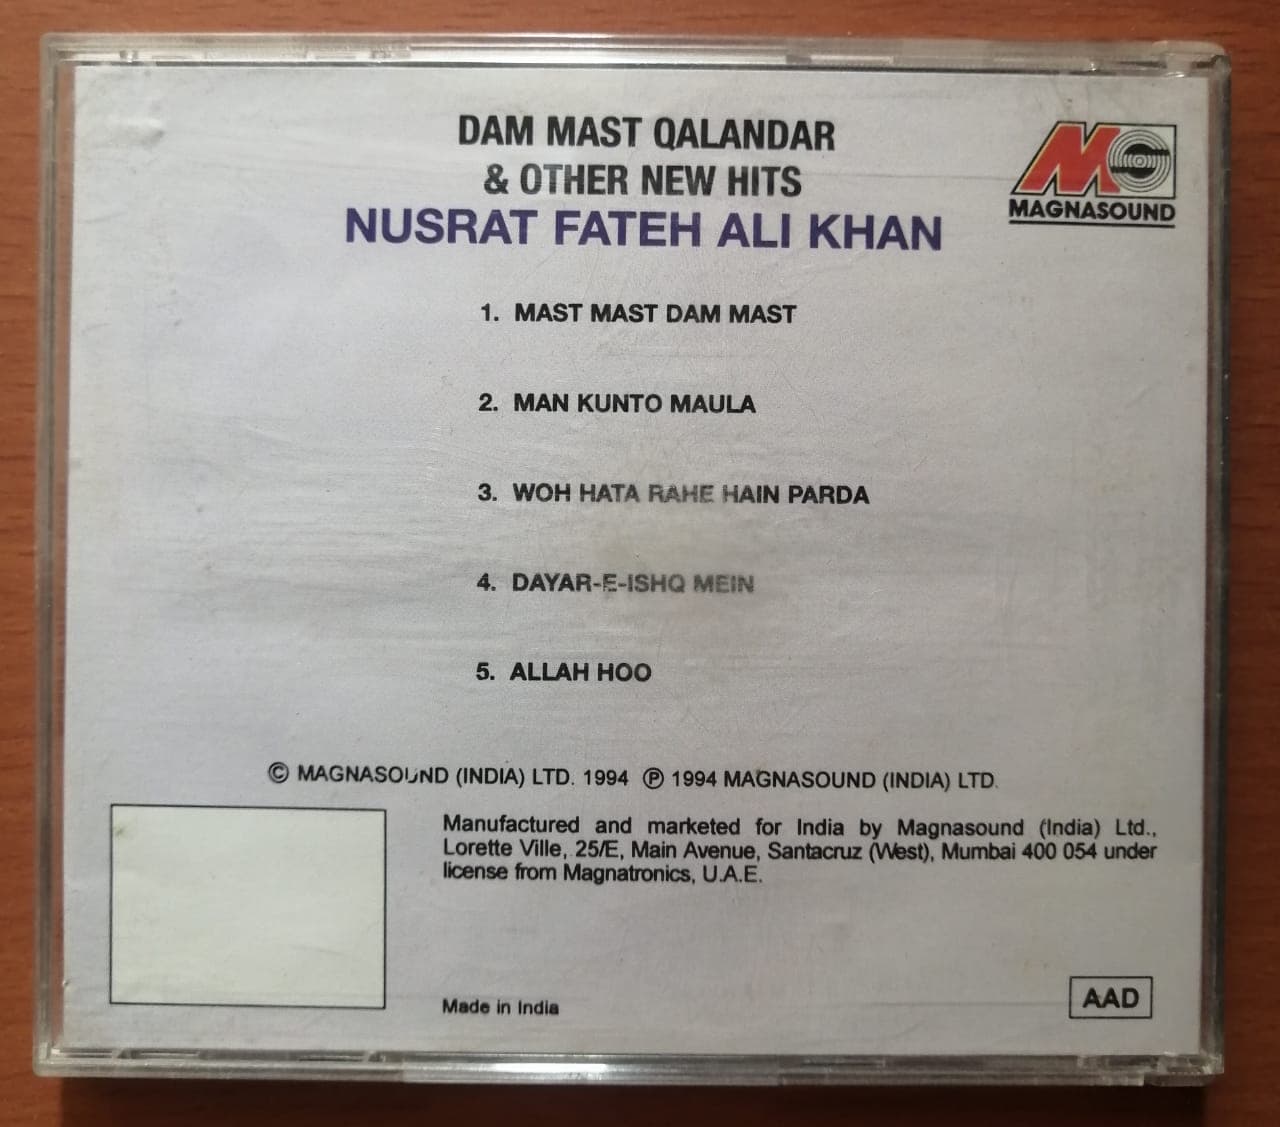 DAM MAST QALANDAR
& OTHER NEW HITS
NUSRAT FATEH ALI KHAN
MG
MAGNASOUND
1. MAST MAST DAM MAST
2. MAN KUNTO MAULA
3. WOH HATA RAHE HAIN PARDA
4. DAYAR-E-ISHQ MEIN
5. ALLAH HOO
© MAGNASOUND (INDIA) LTD. 1994 ℗ 1994 MAGNASOUND (INDIA) LTD.
Manufactured and marketed for India by Magnasound (India) Ltd.,
Lorette Ville, 25/E, Main Avenue, Santacruz (West), Mumbai 400 054 under
license from Magnatronics, U.A.E.
Made in India
AAD